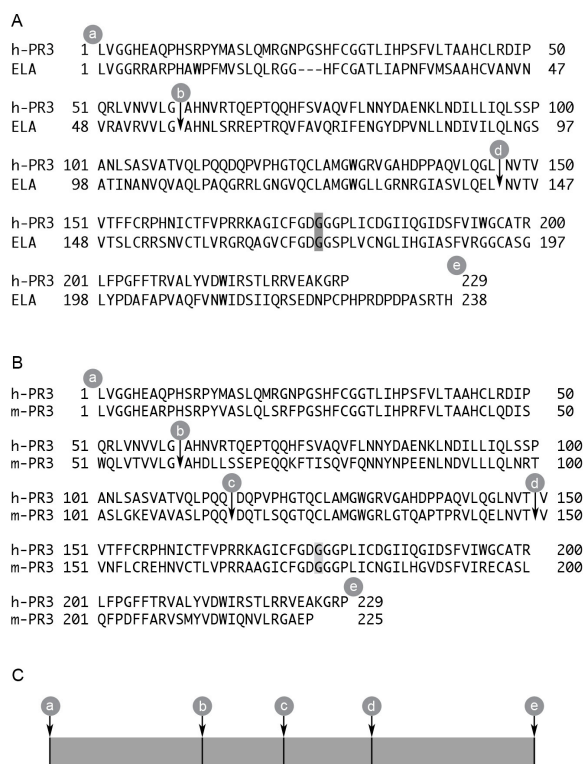 A
a
h-PR3 1 LVGGHEAQPHSRPYMASLQMRGNPGSHFCGGTLIHPSFVLTAAHCLRDIP 50
ELA 1 LVGGRRARPHAWPFMVSLQLRGG---HFCGATLIAPNFVMSAAHCVANVN 47
b
h-PR3 51 QRLVNVVLGAHNVRTQEPTQQHFSVAQVFLNNYDAENKLNDILLIQLSSP 100
ELA 48 VRAVRVVLGAHNLSRREPTRQVFAVQRIFENGYDPVNLLNDIVILQLNGS 97
d
h-PR3 101 ANLSASVATVQLPQQDQPVPHGTQCLAMGWGRVGAHDPPAQVLQGLNVTV 150
ELA 98 ATINANVQVAQLPAQGRRLGNGVQCLAMGWGLLGRNRGIASVLQELNVTV 147
h-PR3 151 VTFFCRPHNICTFVPRRKAGICFGDGGGPLICDGIIQGIDSFVIWGCATR 200
ELA 148 VTSLCRRSNVCTLVRGRQAGVCFGDGGSPLVCNGLIHGIASFVRGGCASG 197
e
h-PR3 201 LFPGFFTRVALYVDWIRSTLRRVEAKGRP 229
ELA 198 LYPDAFAPVAQFVNWIDSIIQRSEDNPCPHPRDPDPASRTH 238
B
a
h-PR3 1 LVGGHEAQPHSRPYMASLQMRGNPGSHFCGGTLIHPSFVLTAAHCLRDIP 50
m-PR3 1 LVGGHEARPHSRPYVASLQLSRFPGSHFCGGTLIHPRFVLTAAHCLQDIS 50
b
h-PR3 51 QRLVNVVLGAHNVRTQEPTQQHFSVAQVFLNNYDAENKLNDILLIQLSSP 100
m-PR3 51 WQLVTVVLGAHDLLSSEPEQQKFTISQVFQNNYNPEENLNDVLLLQLNRT 100
c d
h-PR3 101 ANLSASVATVQLPQQDQPVPHGTQCLAMGWGRVGAHDPPAQVLQGLNVTV 150
m-PR3 101 ASLGKEVAVASLPQQDQTLSQGTQCLAMGWGRLGTQAPTPRVLQELNVTV 150
h-PR3 151 VTFFCRPHNICTFVPRRKAGICFGDGGGPLICDGIIQGIDSFVIWGCATR 200
m-PR3 151 VNFLCREHNVCTLVPRRAAGICFGDGGGPLICNGILHGVDSFVIRECASL 200
e
h-PR3 201 LFPGFFTRVALYVDWIRSTLRRVEAKGRP 229
m-PR3 201 QFPDFFARVSMYVDWIQNVLRGAEP 225
C
a b c d e